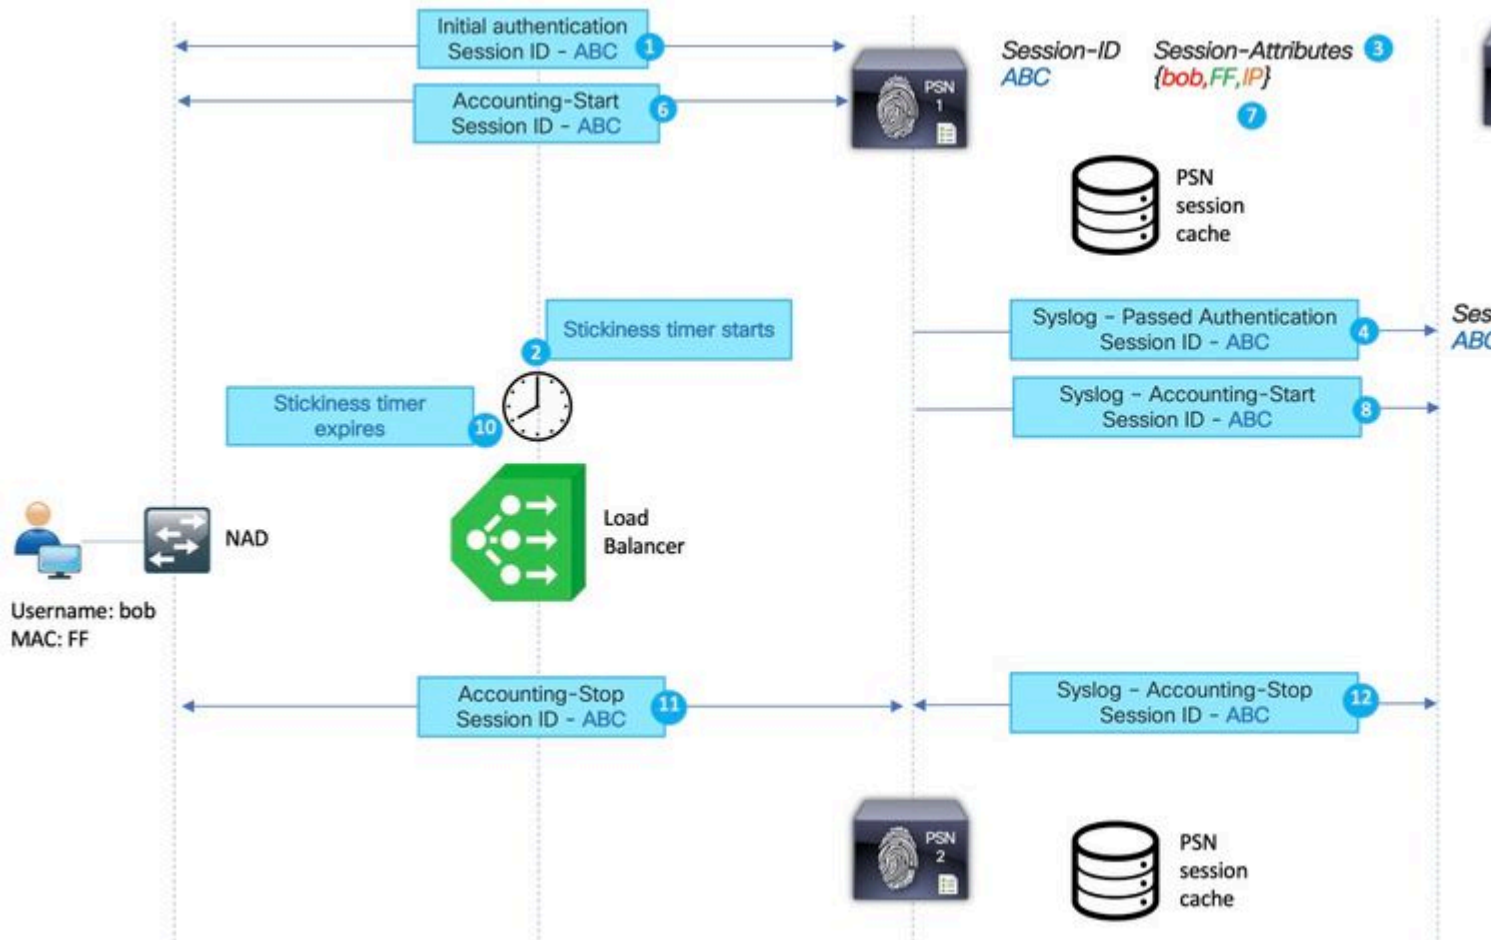 Initial authentication
Session ID - ABC
1
Accounting-Start
Session ID - ABC
6
PSN
1
Session-ID
ABC
Session-Attributes
3
{bob,FF,IP}
7
PSN
session
cache
Stickiness timer starts
2
Stickiness timer
expires
10
Syslog - Passed Authentication
Session ID - ABC
4
Syslog - Accounting-Start
Session ID - ABC
8
Ses
ABC
NAD
Load
Balancer
Username: bob
MAC: FF
Accounting-Stop
Session ID - ABC
11
Syslog - Accounting-Stop
Session ID - ABC
12
PSN
2
PSN
session
cache